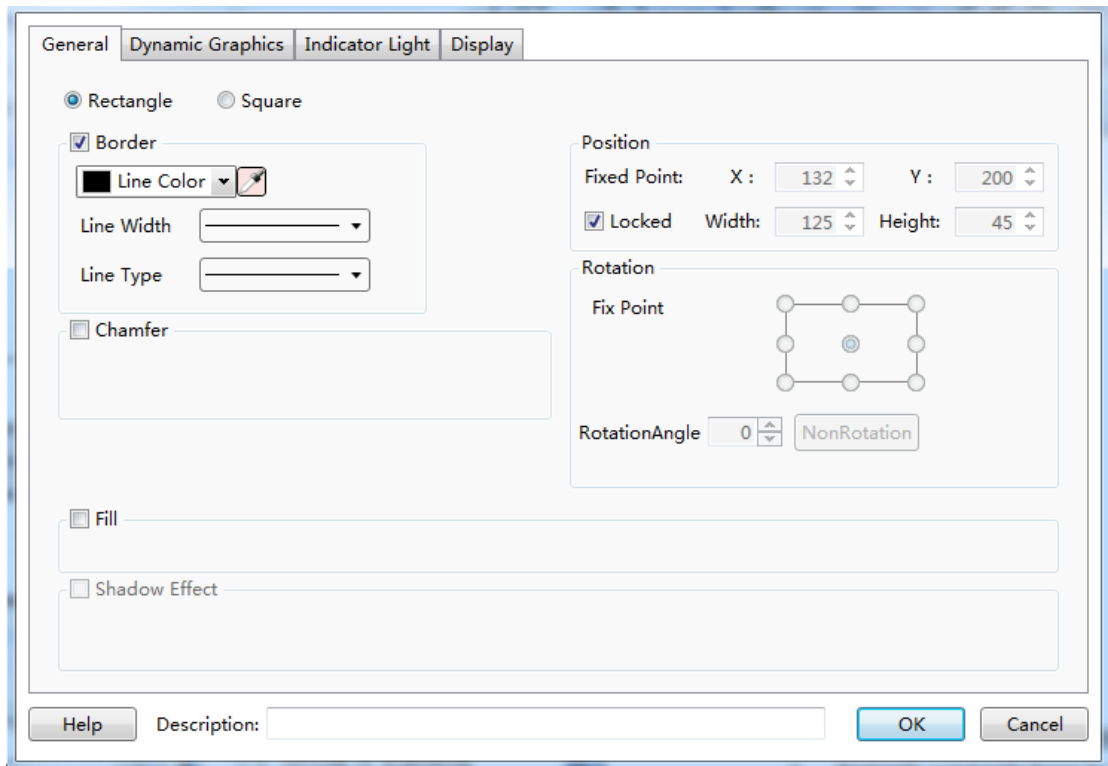 General Dynamic Graphics Indicator Light Display
Rectangle Square
Border
Line Color
Line Width
Line Type
Chamfer
Position
Fixed Point: X : 132 Y : 200
Locked Width: 125 Height: 45
Rotation
Fix Point
RotationAngle 0 NonRotation
Fill
Shadow Effect
Help Description: OK Cancel